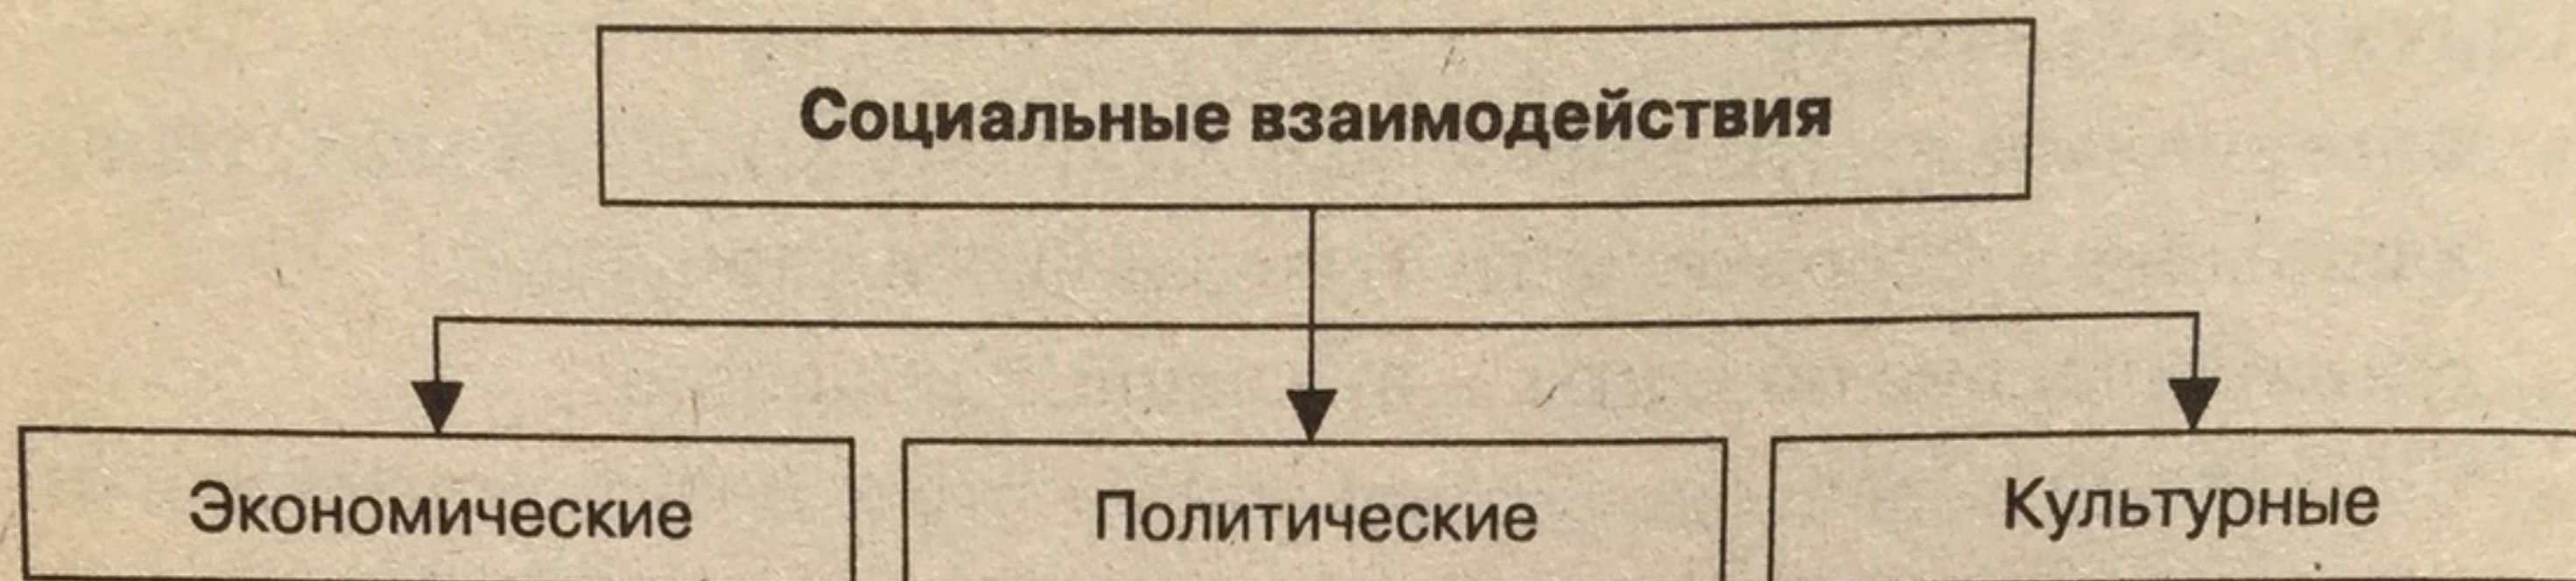 Социальные взаимодействия
Экономические
Политические
Культурные